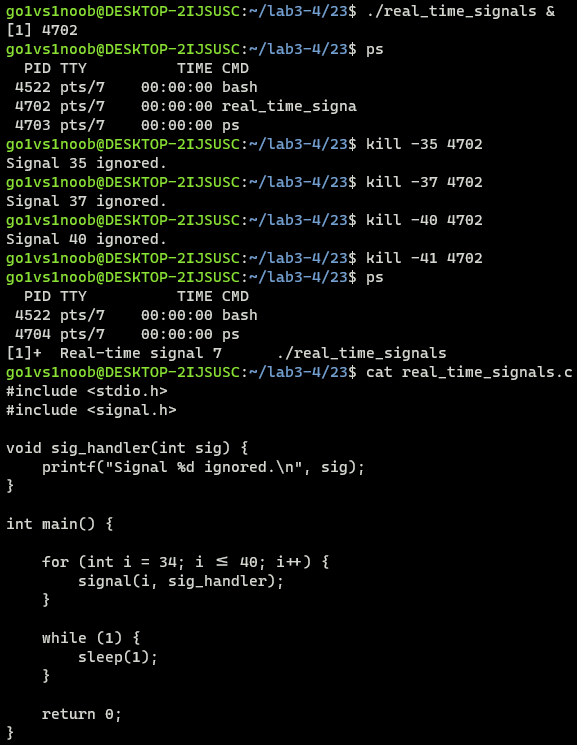 go1vs1noob@DESKTOP-2IJSUSC:~/lab3-4/23$ ./real_time_signals &
[1] 4702
go1vs1noob@DESKTOP-2IJSUSC:~/lab3-4/23$ ps
  PID TTY          TIME CMD
 4522 pts/7    00:00:00 bash
 4702 pts/7    00:00:00 real_time_signa
 4703 pts/7    00:00:00 ps
go1vs1noob@DESKTOP-2IJSUSC:~/lab3-4/23$ kill -35 4702
Signal 35 ignored.
go1vs1noob@DESKTOP-2IJSUSC:~/lab3-4/23$ kill -37 4702
Signal 37 ignored.
go1vs1noob@DESKTOP-2IJSUSC:~/lab3-4/23$ kill -40 4702
Signal 40 ignored.
go1vs1noob@DESKTOP-2IJSUSC:~/lab3-4/23$ kill -41 4702
go1vs1noob@DESKTOP-2IJSUSC:~/lab3-4/23$ ps
  PID TTY          TIME CMD
 4522 pts/7    00:00:00 bash
 4704 pts/7    00:00:00 ps
[1]+  Real-time signal 7      ./real_time_signals
go1vs1noob@DESKTOP-2IJSUSC:~/lab3-4/23$ cat real_time_signals.c
#include <stdio.h>
#include <signal.h>

void sig_handler(int sig) {
    printf("Signal %d ignored.\n", sig);
}

int main() {

    for (int i = 34; i ≤ 40; i++) {
        signal(i, sig_handler);
    }

    while (1) {
        sleep(1);
    }

    return 0;
}